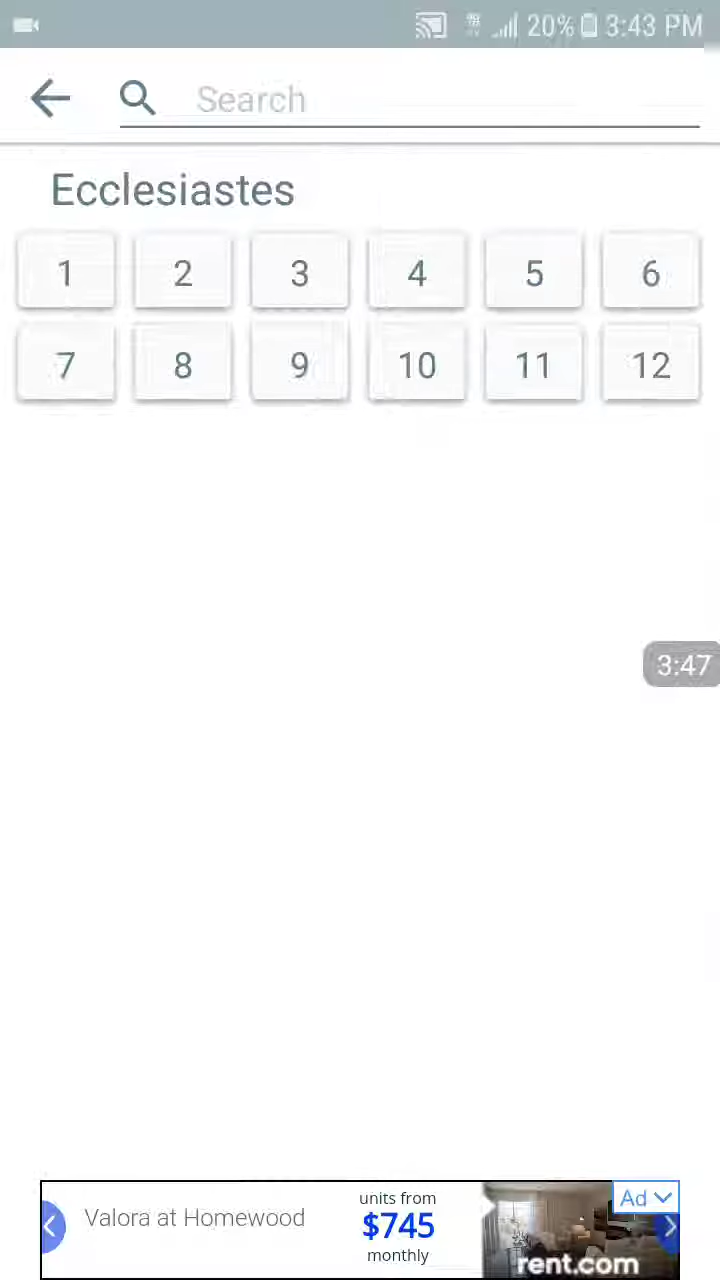 20% 3:43 PM
Search
Ecclesiastes
1 2 3 4 5 6
7 8 9 10 11 12
3:47
Ad
units from
Valora at Homewood
$745
monthly
rent.com